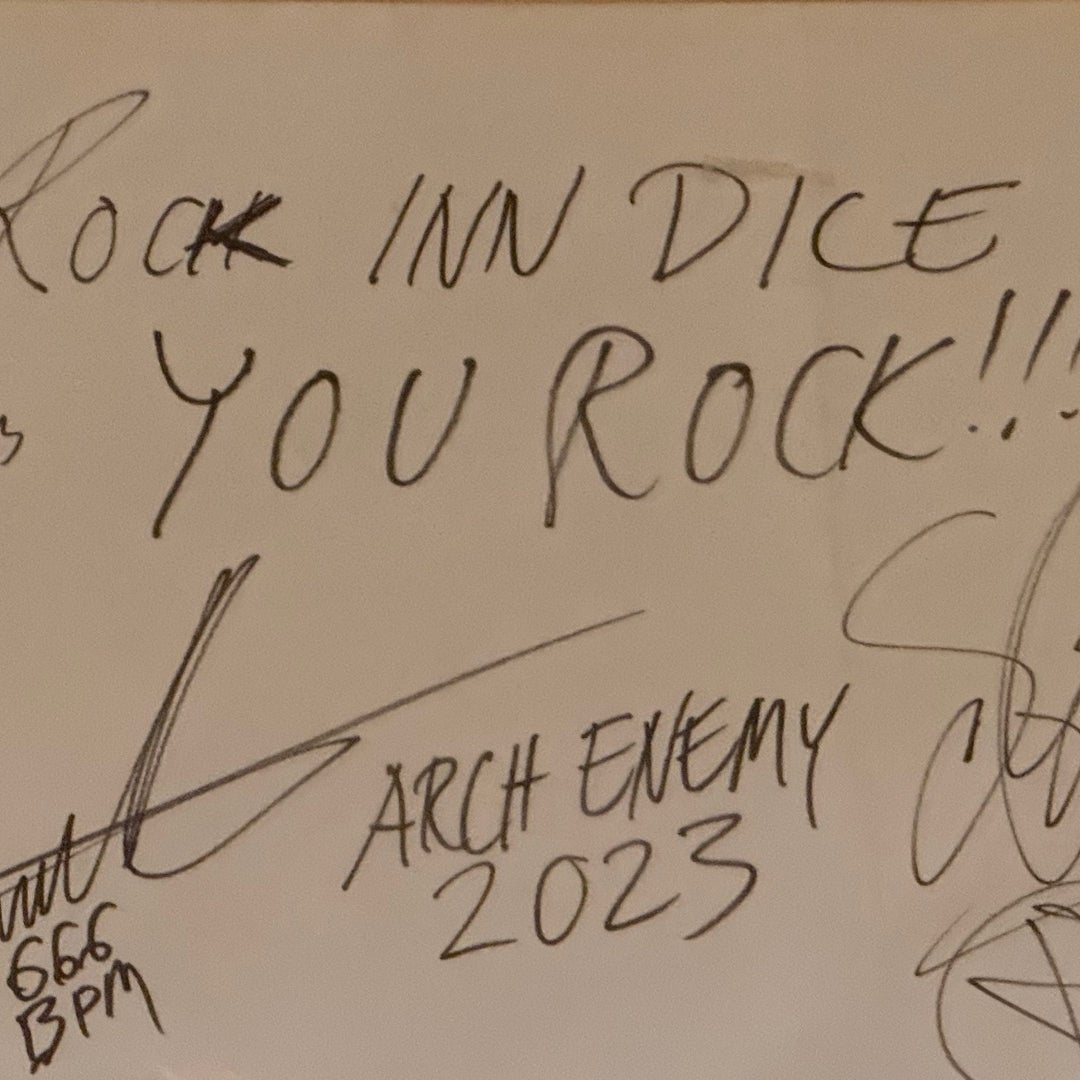 ROCK INN DICE
YOU ROCK!!!
ARCH ENEMY
2023
666
BPM